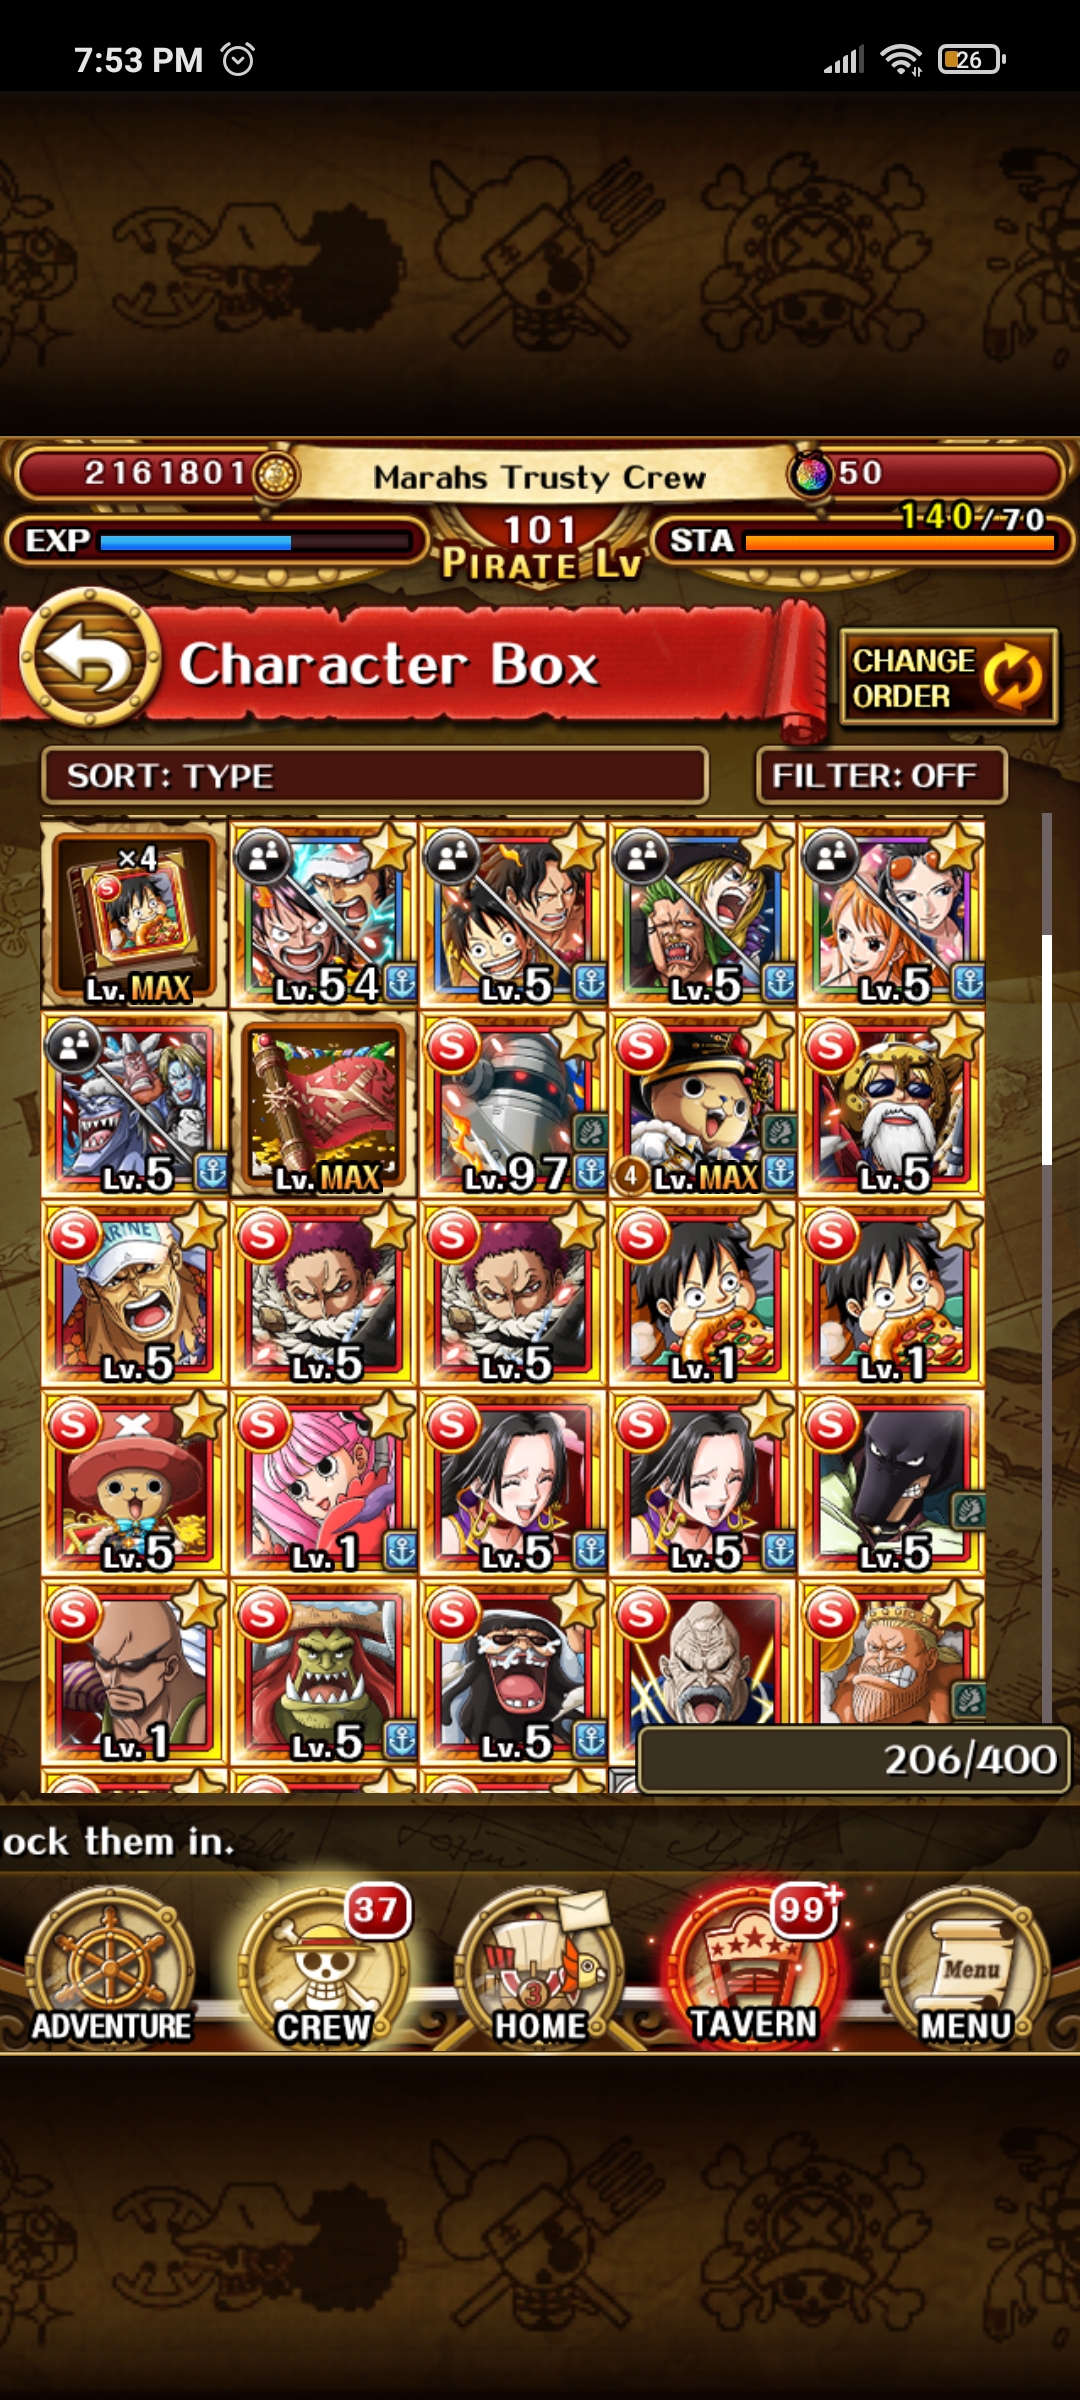 7:53 PM
26
2161801
Marahs Trusty Crew
50
EXP
101
STA
140/70
PIRATE Lv
Character Box
CHANGE
ORDER
SORT: TYPE
FILTER: OFF
×4
S
Lv.MAX
Lv.54
Lv.5
Lv.5
Lv.5
Lv.5
Lv.MAX
S
Lv.97
S
4
Lv.MAX
S
Lv.5
S
MARINE
Lv.5
S
Lv.5
S
Lv.5
S
Lv.1
S
Lv.1
S
Lv.5
S
Lv.1
S
Lv.5
S
Lv.5
S
Lv.5
S
Lv.1
S
Lv.5
S
Lv.5
S
S
206/400
ock them in.
37
99+
3
Menu
ADVENTURE
CREW
HOME
TAVERN
MENU